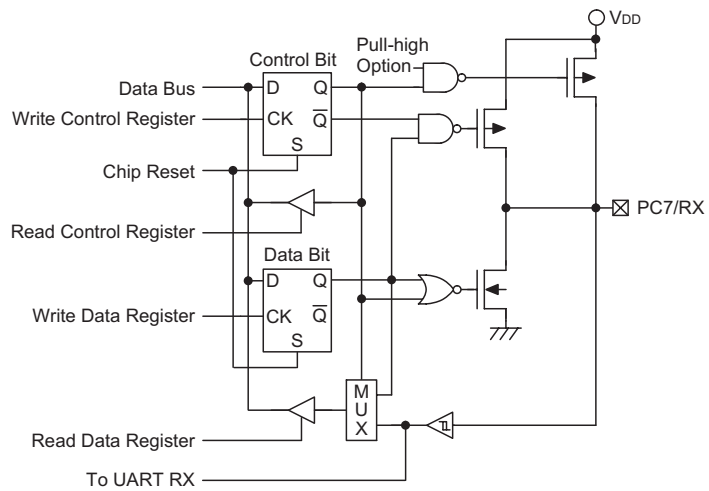 VDD
Pull-high
Option
Control Bit
Data Bus
D
Q
Write Control Register
CK
Q
S
Chip Reset
Read Control Register
PC7/RX
Data Bit
D
Q
Write Data Register
CK
Q
S
M
U
X
Read Data Register
To UART RX